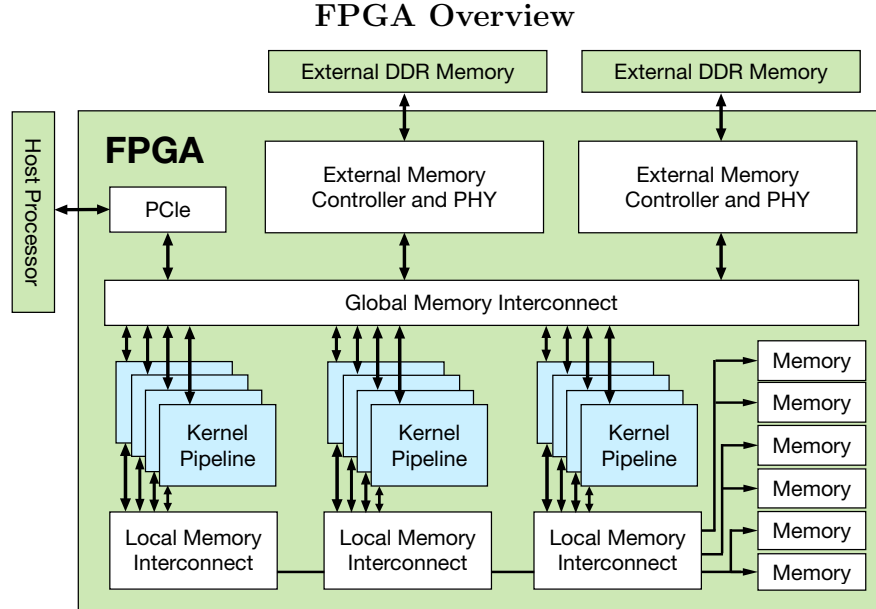 FPGA Overview
External DDR Memory
External DDR Memory
Host Processor
FPGA
PCIe
External Memory
Controller and PHY
External Memory
Controller and PHY
Global Memory Interconnect
Kernel
Pipeline
Kernel
Pipeline
Kernel
Pipeline
Memory
Memory
Memory
Memory
Memory
Memory
Local Memory
Interconnect
Local Memory
Interconnect
Local Memory
Interconnect